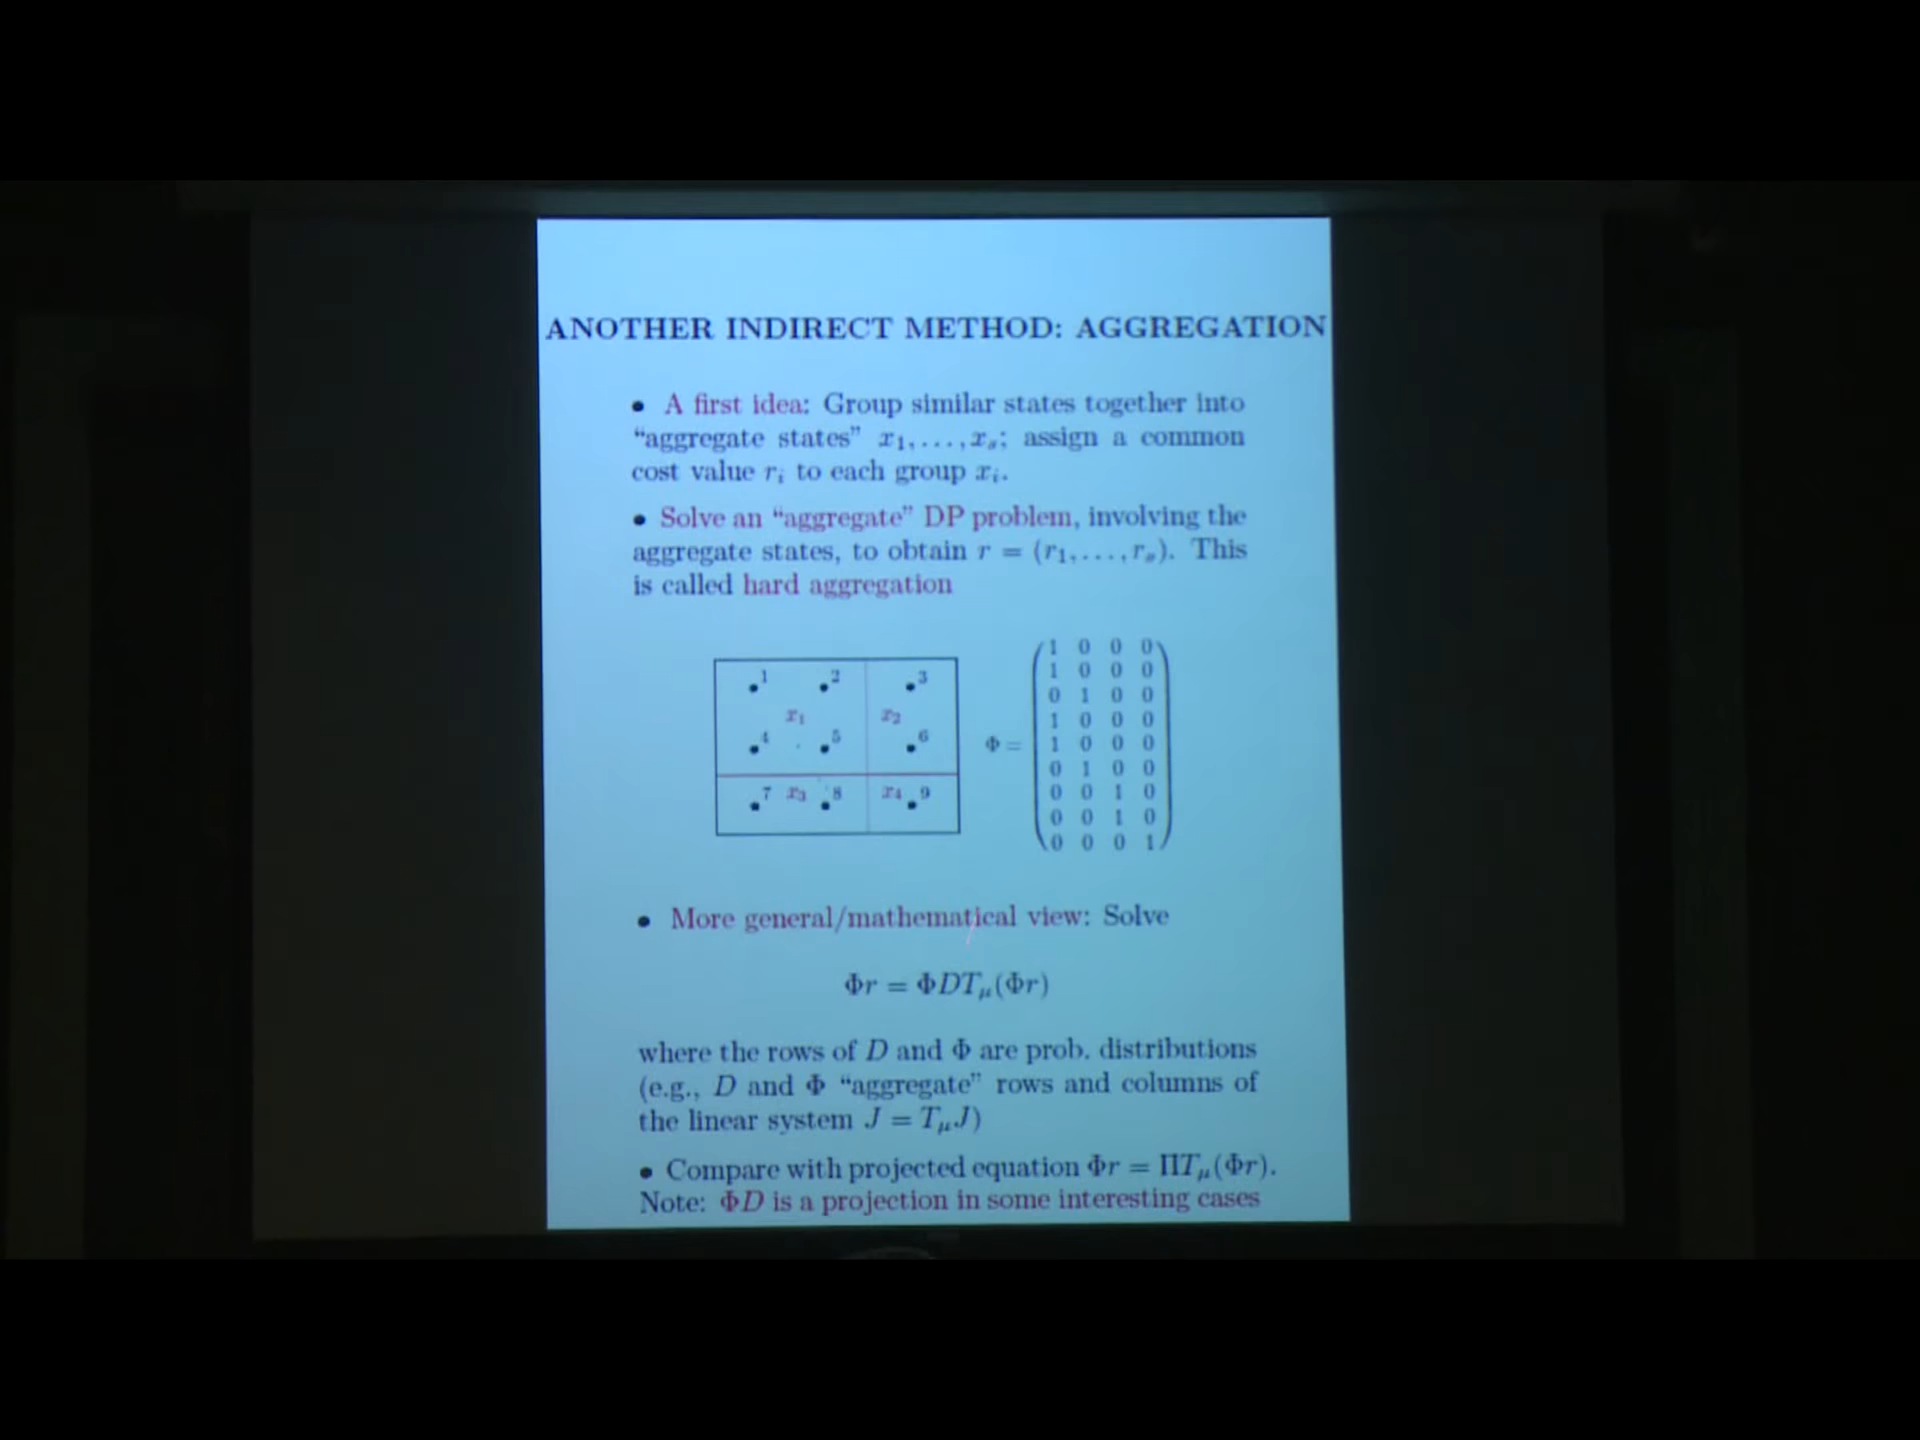 ANOTHER INDIRECT METHOD: AGGREGATION
• A first idea: Group similar states together into
“aggregate states” x₁, . . . , xₛ; assign a common
cost value rᵢ to each group xᵢ.
• Solve an “aggregate” DP problem, involving the
aggregate states, to obtain r = (r₁, . . . , rₛ). This
is called hard aggregation
1 2 3
x₁ x₂
4 5 6
7 x₃ 8 x₄ 9
Φ =
1 0 0 0
1 0 0 0
0 1 0 0
1 0 0 0
1 0 0 0
0 1 0 0
0 0 1 0
0 0 1 0
0 0 0 1
• More general/mathematical view: Solve
Φr = ΦDT_μ(Φr)
where the rows of D and Φ are prob. distributions
(e.g., D and Φ “aggregate” rows and columns of
the linear system J = T_μJ)
• Compare with projected equation Φr = ΠT_μ(Φr).
Note: ΦD is a projection in some interesting cases